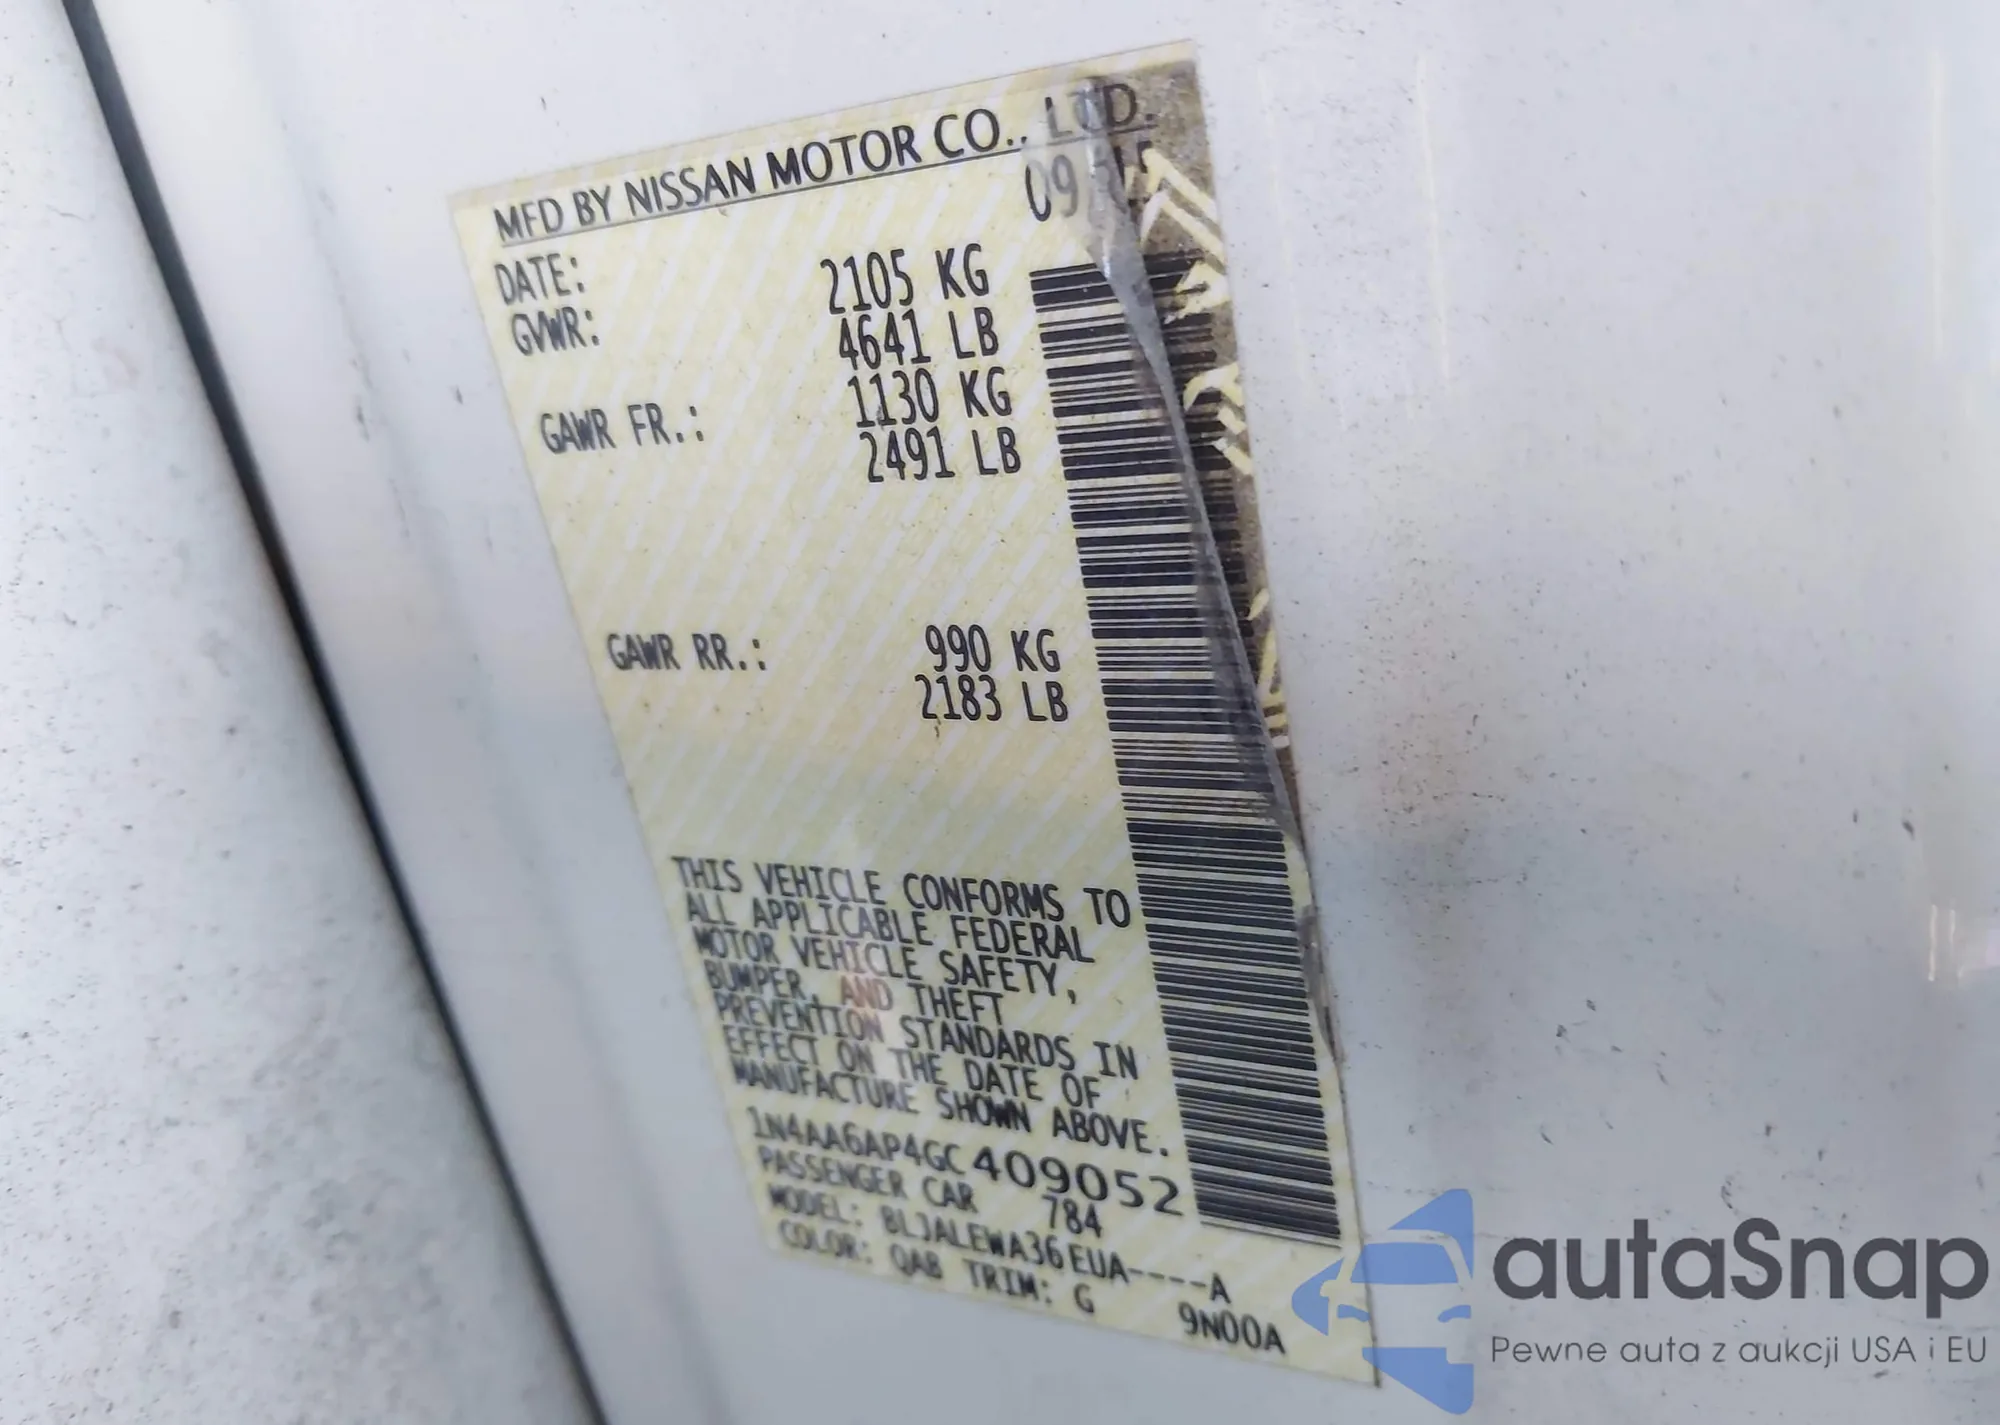 MFD BY NISSAN MOTOR CO., LTD.
DATE: 09/15
GVWR: 2105 KG
4641 LB
GAWR FR.: 1130 KG
2491 LB
GAWR RR.: 990 KG
2183 LB
THIS VEHICLE CONFORMS TO
ALL APPLICABLE FEDERAL
MOTOR VEHICLE SAFETY,
BUMPER, AND THEFT
PREVENTION STANDARDS IN
EFFECT ON THE DATE OF
MANUFACTURE SHOWN ABOVE.
1N4AA6AP4GC409052
PASSENGER CAR 784
MODEL: BLJALEWA36EUA----A
COLOR: QAB TRIM: G 9N00A
autaSnap
Pewne auta z aukcji USA i EU